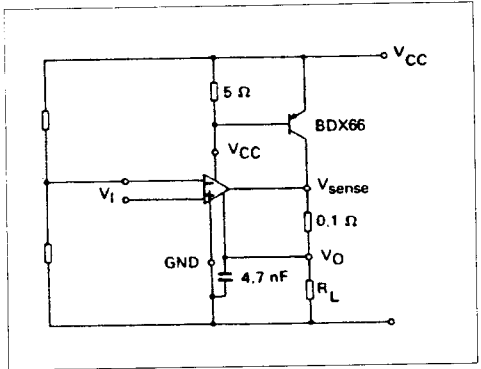 V_CC
5 Ω
BDX66
V_CC
V_I
V_sense
0.1 Ω
GND
4.7 nF
V_O
R_L